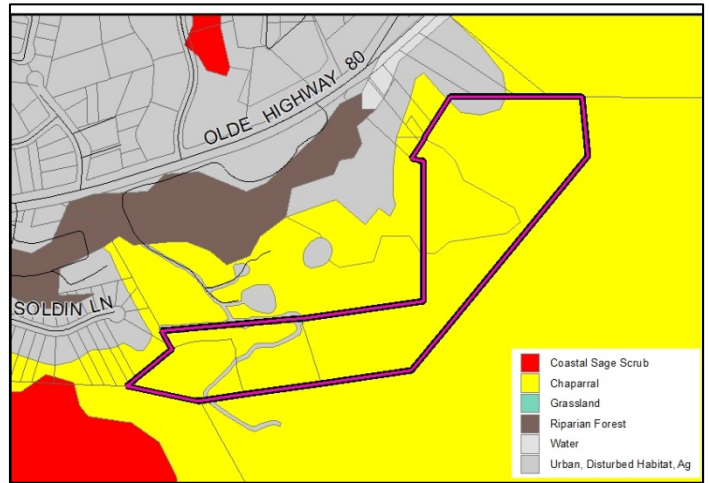 OLDE HIGHWAY 80
SOLDIN LN
Coastal Sage Scrub
Chaparral
Grassland
Riparian Forest
Water
Urban, Disturbed Habitat, Ag